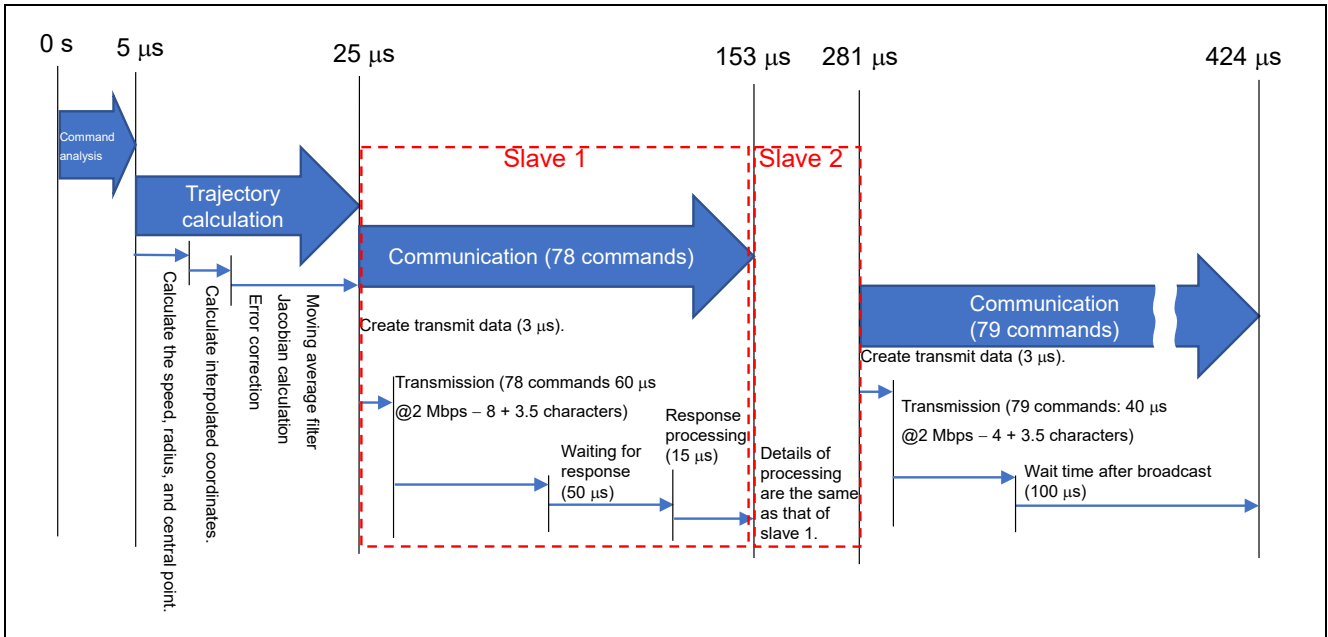 0 s
5 μs
25 μs
153 μs
281 μs
424 μs
Command
analysis
Trajectory
calculation
Calculate the speed, radius, and central point.
Calculate interpolated coordinates.
Error correction
Jacobian calculation
Moving average filter
Slave 1
Communication (78 commands)
Create transmit data (3 μs).
Transmission (78 commands 60 μs
@2 Mbps – 8 + 3.5 characters)
Waiting for
response
(50 μs)
Response
processing
(15 μs)
Slave 2
Details of
processing
are the same
as that of
slave 1.
Communication
(79 commands)
Create transmit data (3 μs).
Transmission (79 commands: 40 μs
@2 Mbps – 4 + 3.5 characters)
Wait time after broadcast
(100 μs)